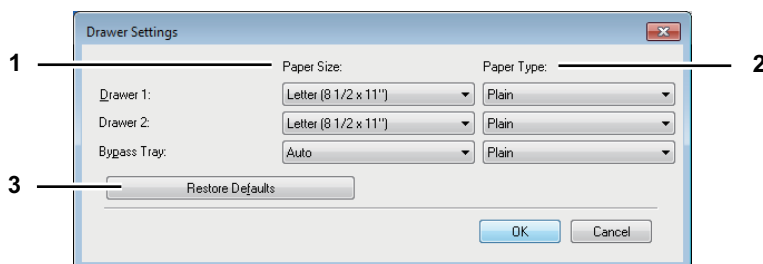 Drawer Settings
1 Paper Size: Paper Type: 2
Drawer 1: Letter (8 1/2 x 11") Plain
Drawer 2: Letter (8 1/2 x 11") Plain
Bypass Tray: Auto Plain
3 Restore Defaults
OK Cancel